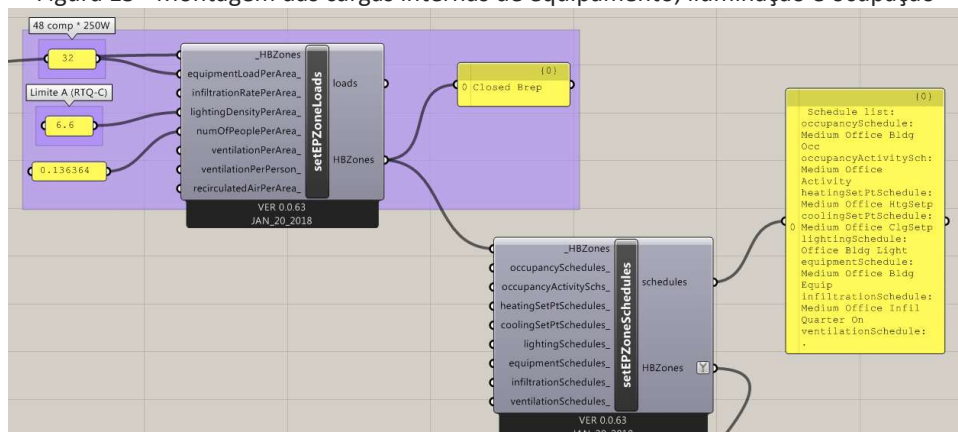 Figura 15 - Montagem das cargas internas de equipamento, iluminação e ocupação
48 comp * 250W
32
Limite A (RTQ-C)
6.6
0.136364
_HBZones
equipmentLoadPerArea_
infiltrationRatePerArea_
lightingDensityPerArea_
numOfPeoplePerArea_
ventilationPerArea_
ventilationPerPerson_
recirculatedAirPerArea_
setEPZoneLoads
loads
HBZones
VER 0.0.63
JAN_20_2018
{0}
0 Closed Brep
_HBZones
occupancySchedules_
occupancyActivitySchs_
heatingSetPtSchedules_
coolingSetPtSchedules_
lightingSchedules_
equipmentSchedules_
infiltrationSchedules_
ventilationSchedules_
setEPZoneSchedules
schedules
HBZones
VER 0.0.63
JAN_20_2018
{0}
Schedule list:
occupancySchedule:
Medium Office Bldg
Occ
occupancyActivitySch:
Medium Office
Activity
heatingSetPtSchedule:
Medium Office HtgSetp
coolingSetPtSchedule:
0 Medium Office ClgSetp
lightingSchedule:
Office Bldg Light
equipmentSchedule:
Medium Office Bldg
Equip
infiltrationSchedule:
Medium Office Infil
Quarter On
ventilationSchedule:
.